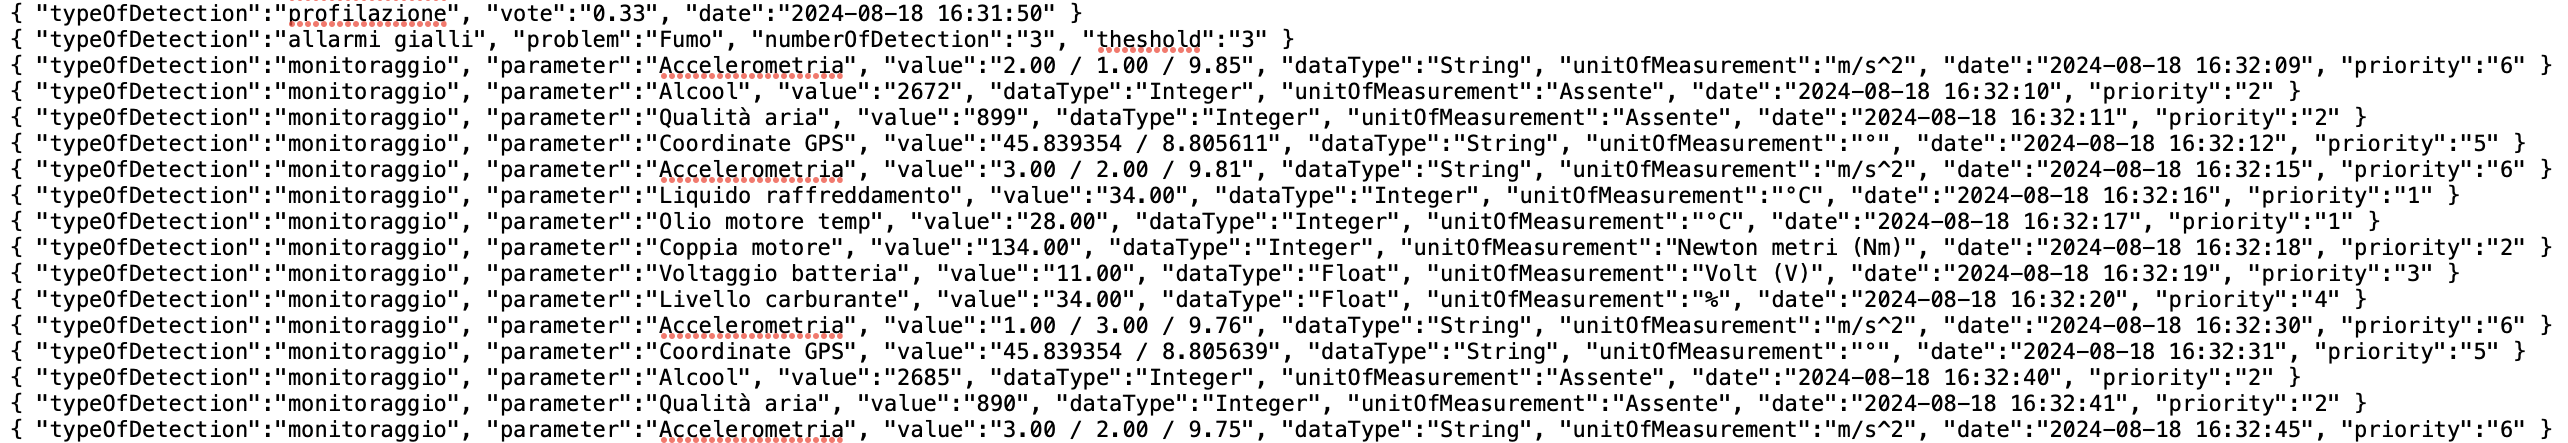 { "typeOfDetection":"profilazione", "vote":"0.33", "date":"2024-08-18 16:31:50" }
{ "typeOfDetection":"allarmi gialli", "problem":"Fumo", "numberOfDetection":"3", "theshold":"3" }
{ "typeOfDetection":"monitoraggio", "parameter":"Accelerometria", "value":"2.00 / 1.00 / 9.85", "dataType":"String", "unitOfMeasurement":"m/s^2", "date":"2024-08-18 16:32:09", "priority":"6" }
{ "typeOfDetection":"monitoraggio", "parameter":"Alcool", "value":"2672", "dataType":"Integer", "unitOfMeasurement":"Assente", "date":"2024-08-18 16:32:10", "priority":"2" }
{ "typeOfDetection":"monitoraggio", "parameter":"Qualità aria", "value":"899", "dataType":"Integer", "unitOfMeasurement":"Assente", "date":"2024-08-18 16:32:11", "priority":"2" }
{ "typeOfDetection":"monitoraggio", "parameter":"Coordinate GPS", "value":"45.839354 / 8.805611", "dataType":"String", "unitOfMeasurement":"°", "date":"2024-08-18 16:32:12", "priority":"5" }
{ "typeOfDetection":"monitoraggio", "parameter":"Accelerometria", "value":"3.00 / 2.00 / 9.81", "dataType":"String", "unitOfMeasurement":"m/s^2", "date":"2024-08-18 16:32:15", "priority":"6" }
{ "typeOfDetection":"monitoraggio", "parameter":"Liquido raffreddamento", "value":"34.00", "dataType":"Integer", "unitOfMeasurement":"°C", "date":"2024-08-18 16:32:16", "priority":"1" }
{ "typeOfDetection":"monitoraggio", "parameter":"Olio motore temp", "value":"28.00", "dataType":"Integer", "unitOfMeasurement":"°C", "date":"2024-08-18 16:32:17", "priority":"1" }
{ "typeOfDetection":"monitoraggio", "parameter":"Coppia motore", "value":"134.00", "dataType":"Integer", "unitOfMeasurement":"Newton metri (Nm)", "date":"2024-08-18 16:32:18", "priority":"2" }
{ "typeOfDetection":"monitoraggio", "parameter":"Voltaggio batteria", "value":"11.00", "dataType":"Float", "unitOfMeasurement":"Volt (V)", "date":"2024-08-18 16:32:19", "priority":"3" }
{ "typeOfDetection":"monitoraggio", "parameter":"Livello carburante", "value":"34.00", "dataType":"Float", "unitOfMeasurement":"%", "date":"2024-08-18 16:32:20", "priority":"4" }
{ "typeOfDetection":"monitoraggio", "parameter":"Accelerometria", "value":"1.00 / 3.00 / 9.76", "dataType":"String", "unitOfMeasurement":"m/s^2", "date":"2024-08-18 16:32:30", "priority":"6" }
{ "typeOfDetection":"monitoraggio", "parameter":"Coordinate GPS", "value":"45.839354 / 8.805639", "dataType":"String", "unitOfMeasurement":"°", "date":"2024-08-18 16:32:31", "priority":"5" }
{ "typeOfDetection":"monitoraggio", "parameter":"Alcool", "value":"2685", "dataType":"Integer", "unitOfMeasurement":"Assente", "date":"2024-08-18 16:32:40", "priority":"2" }
{ "typeOfDetection":"monitoraggio", "parameter":"Qualità aria", "value":"890", "dataType":"Integer", "unitOfMeasurement":"Assente", "date":"2024-08-18 16:32:41", "priority":"2" }
{ "typeOfDetection":"monitoraggio", "parameter":"Accelerometria", "value":"3.00 / 2.00 / 9.75", "dataType":"String", "unitOfMeasurement":"m/s^2", "date":"2024-08-18 16:32:45", "priority":"6" }